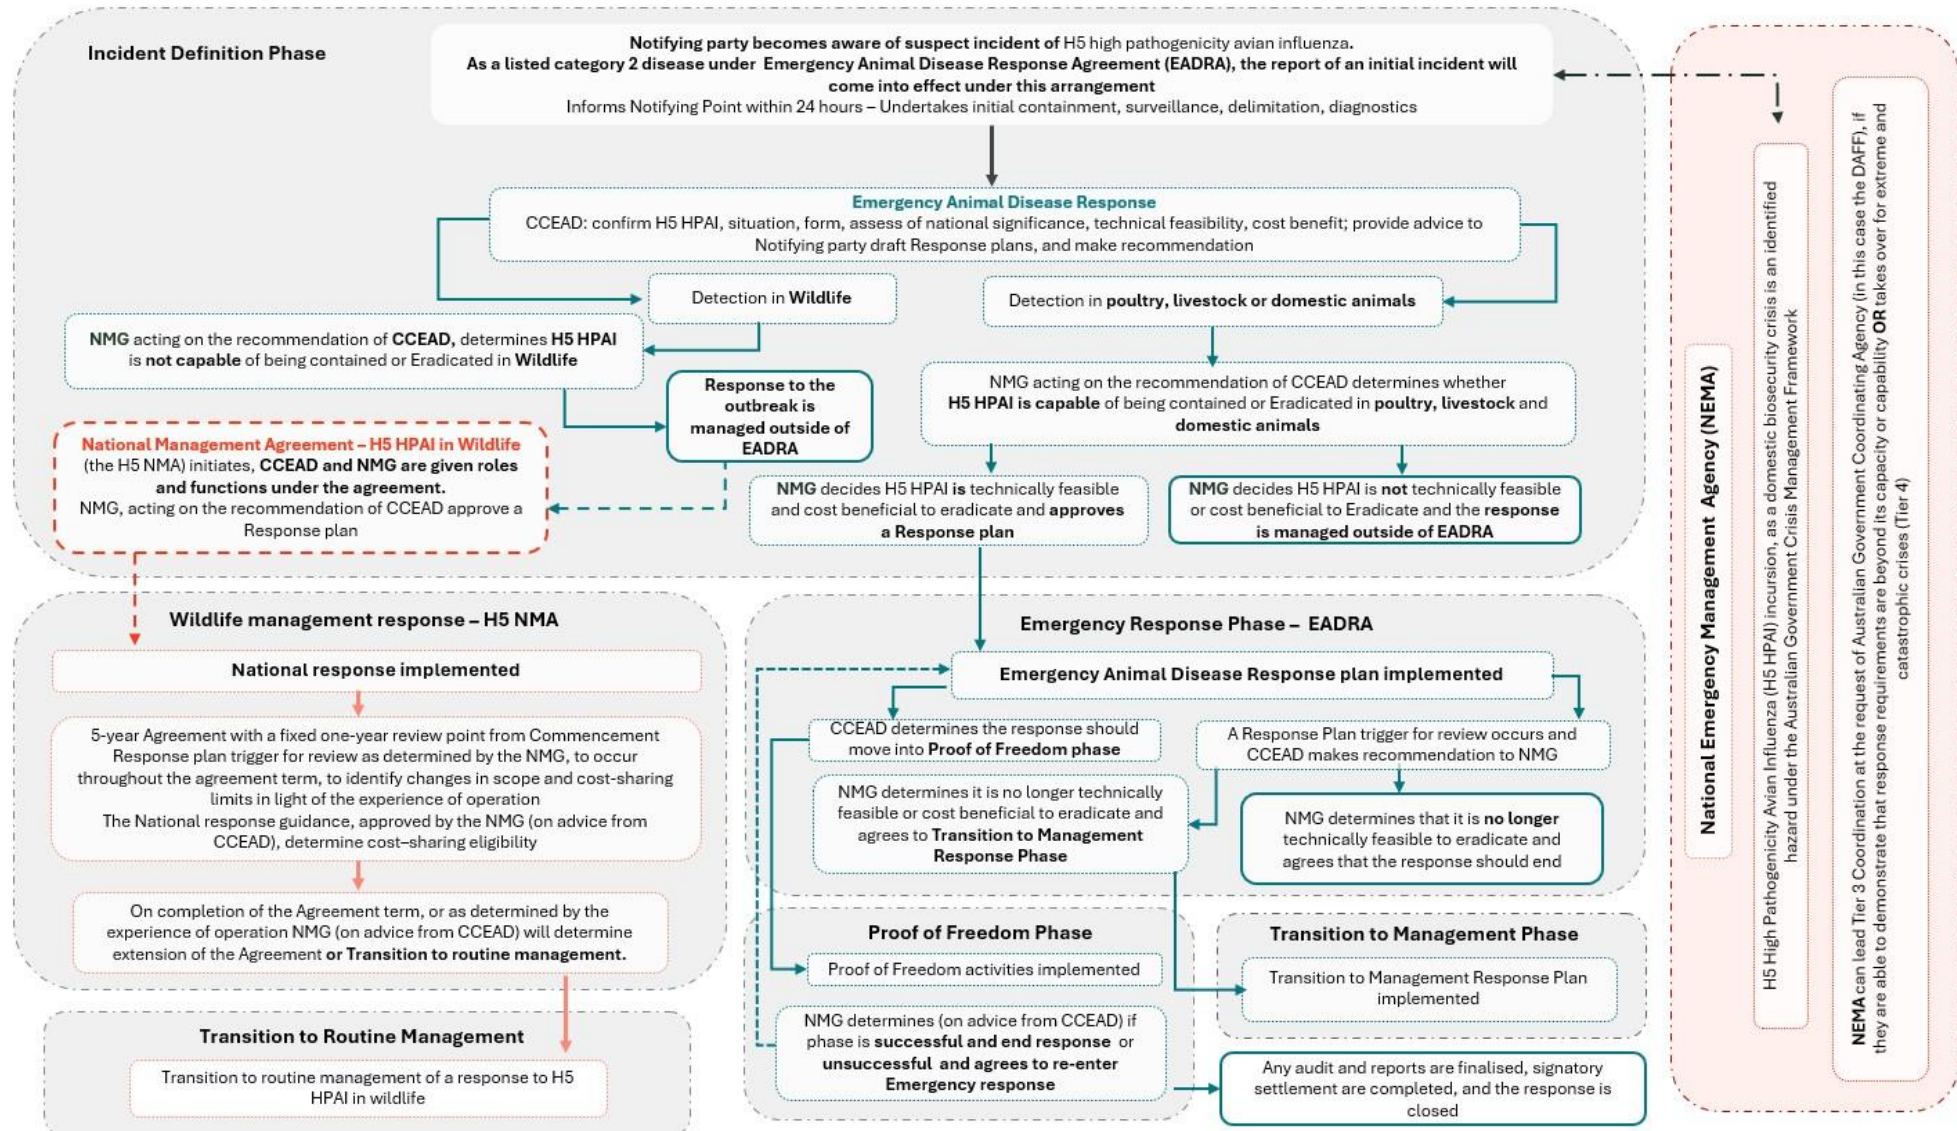 Incident Definition Phase
Notifying party becomes aware of suspect incident of H5 high pathogenicity avian influenza.
As a listed category 2 disease under Emergency Animal Disease Response Agreement (EADRA), the report of an initial incident will
come into effect under this arrangement
Informs Notifying Point within 24 hours – Undertakes initial containment, surveillance, delimitation, diagnostics
Emergency Animal Disease Response
CCEAD: confirm H5 HPAI, situation, form, assess of national significance, technical feasibility, cost benefit; provide advice to
Notifying party draft Response plans, and make recommendation
Detection in Wildlife
Detection in poultry, livestock or domestic animals
NMG acting on the recommendation of CCEAD, determines H5 HPAI
is not capable of being contained or Eradicated in Wildlife
Response to the
outbreak is
managed outside of
EADRA
NMG acting on the recommendation of CCEAD determines whether
H5 HPAI is capable of being contained or Eradicated in poultry, livestock and
domestic animals
National Management Agreement – H5 HPAI in Wildlife
(the H5 NMA) initiates, CCEAD and NMG are given roles
and functions under the agreement.
NMG, acting on the recommendation of CCEAD approve a
Response plan
NMG decides H5 HPAI is technically feasible
and cost beneficial to eradicate and approves
a Response plan
NMG decides H5 HPAI is not technically feasible
or cost beneficial to Eradicate and the response
is managed outside of EADRA
Wildlife management response – H5 NMA
National response implemented
5-year Agreement with a fixed one-year review point from Commencement
Response plan trigger for review as determined by the NMG, to occur
throughout the agreement term, to identify changes in scope and cost-sharing
limits in light of the experience of operation
The National response guidance, approved by the NMG (on advice from
CCEAD), determine cost–sharing eligibility
On completion of the Agreement term, or as determined by the
experience of operation NMG (on advice from CCEAD) will determine
extension of the Agreement or Transition to routine management.
Transition to Routine Management
Transition to routine management of a response to H5
HPAI in wildlife
Emergency Response Phase – EADRA
Emergency Animal Disease Response plan implemented
CCEAD determines the response should
move into Proof of Freedom phase
A Response Plan trigger for review occurs and
CCEAD makes recommendation to NMG
NMG determines it is no longer technically
feasible or cost beneficial to eradicate and
agrees to Transition to Management
Response Phase
NMG determines that it is no longer
technically feasible to eradicate and
agrees that the response should end
Proof of Freedom Phase
Proof of Freedom activities implemented
NMG determines (on advice from CCEAD) if
phase is successful and end response or
unsuccessful and agrees to re-enter
Emergency response
Transition to Management Phase
Transition to Management Response Plan
implemented
Any audit and reports are finalised, signatory
settlement are completed, and the response is
closed
National Emergency Management Agency (NEMA)
H5 High Pathogenicity Avian Influenza (H5 HPAI) incursion, as a domestic biosecurity crisis is an identified
hazard under the Australian Government Crisis Management Framework
NEMA can lead Tier 3 Coordination at the request of Australian Government Coordinating Agency (in this case the DAFF), if
they are able to demonstrate that response requirements are beyond its capacity or capability OR takes over for extreme and
catastrophic crises (Tier 4)